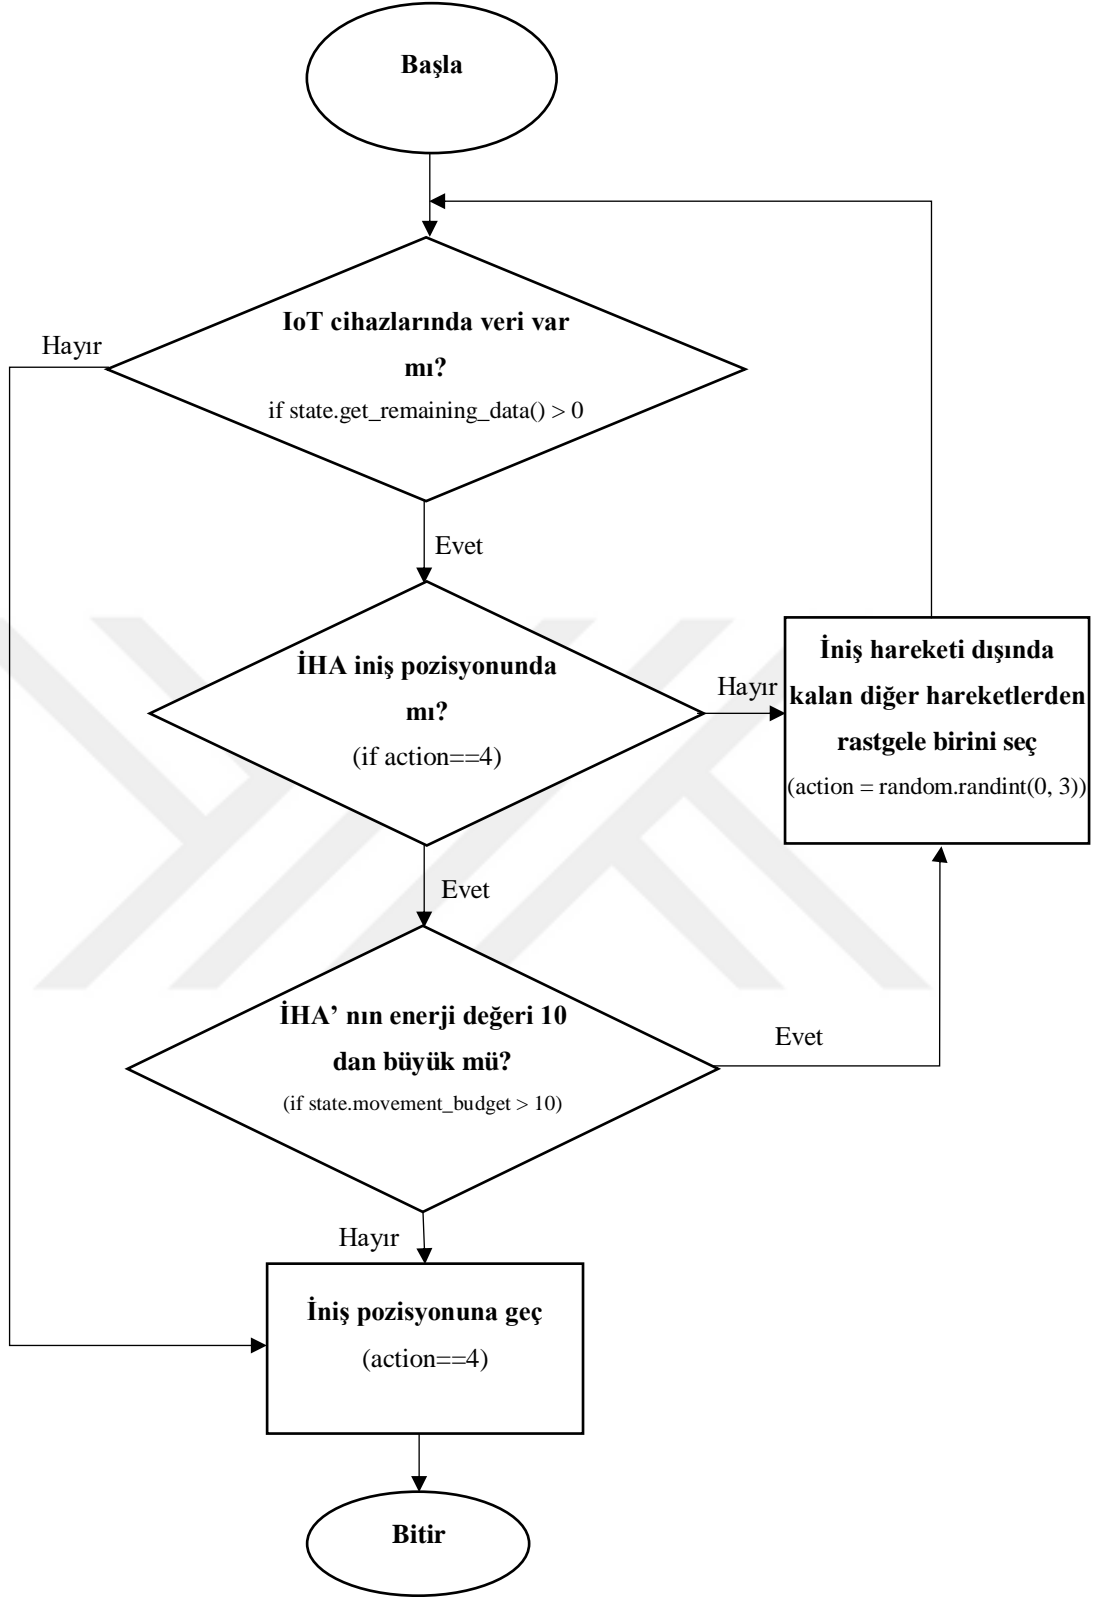 Başla
IoT cihazlarında veri var
mı?
if state.get_remaining_data() > 0
Hayır
Evet
İHA iniş pozisyonunda
mı?
(if action==4)
Hayır
İniş hareketi dışında
kalan diğer hareketlerden
rastgele birini seç
(action = random.randint(0, 3))
Evet
İHA’ nın enerji değeri 10
dan büyük mü?
(if state.movement_budget > 10)
Evet
Hayır
İniş pozisyonuna geç
(action==4)
Bitir